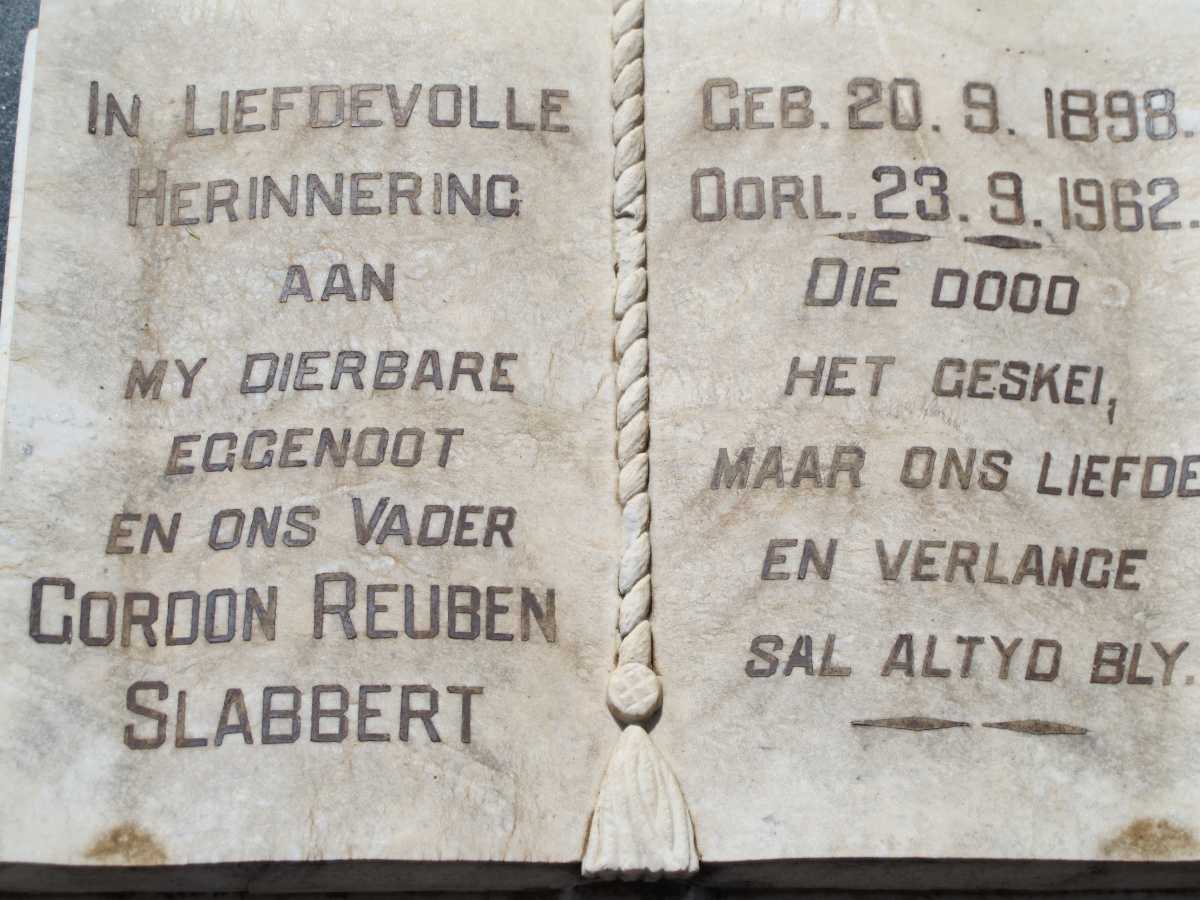 In Liefdevolle
Herinnering
aan
my dierbare
eggenoot
en ons Vader
Gordon Reuben
Slabbert
Geb. 20.9.1898.
Oorl. 23.9.1962.
Die dood
het geskei,
maar ons liefde
en verlange
sal altyd bly.